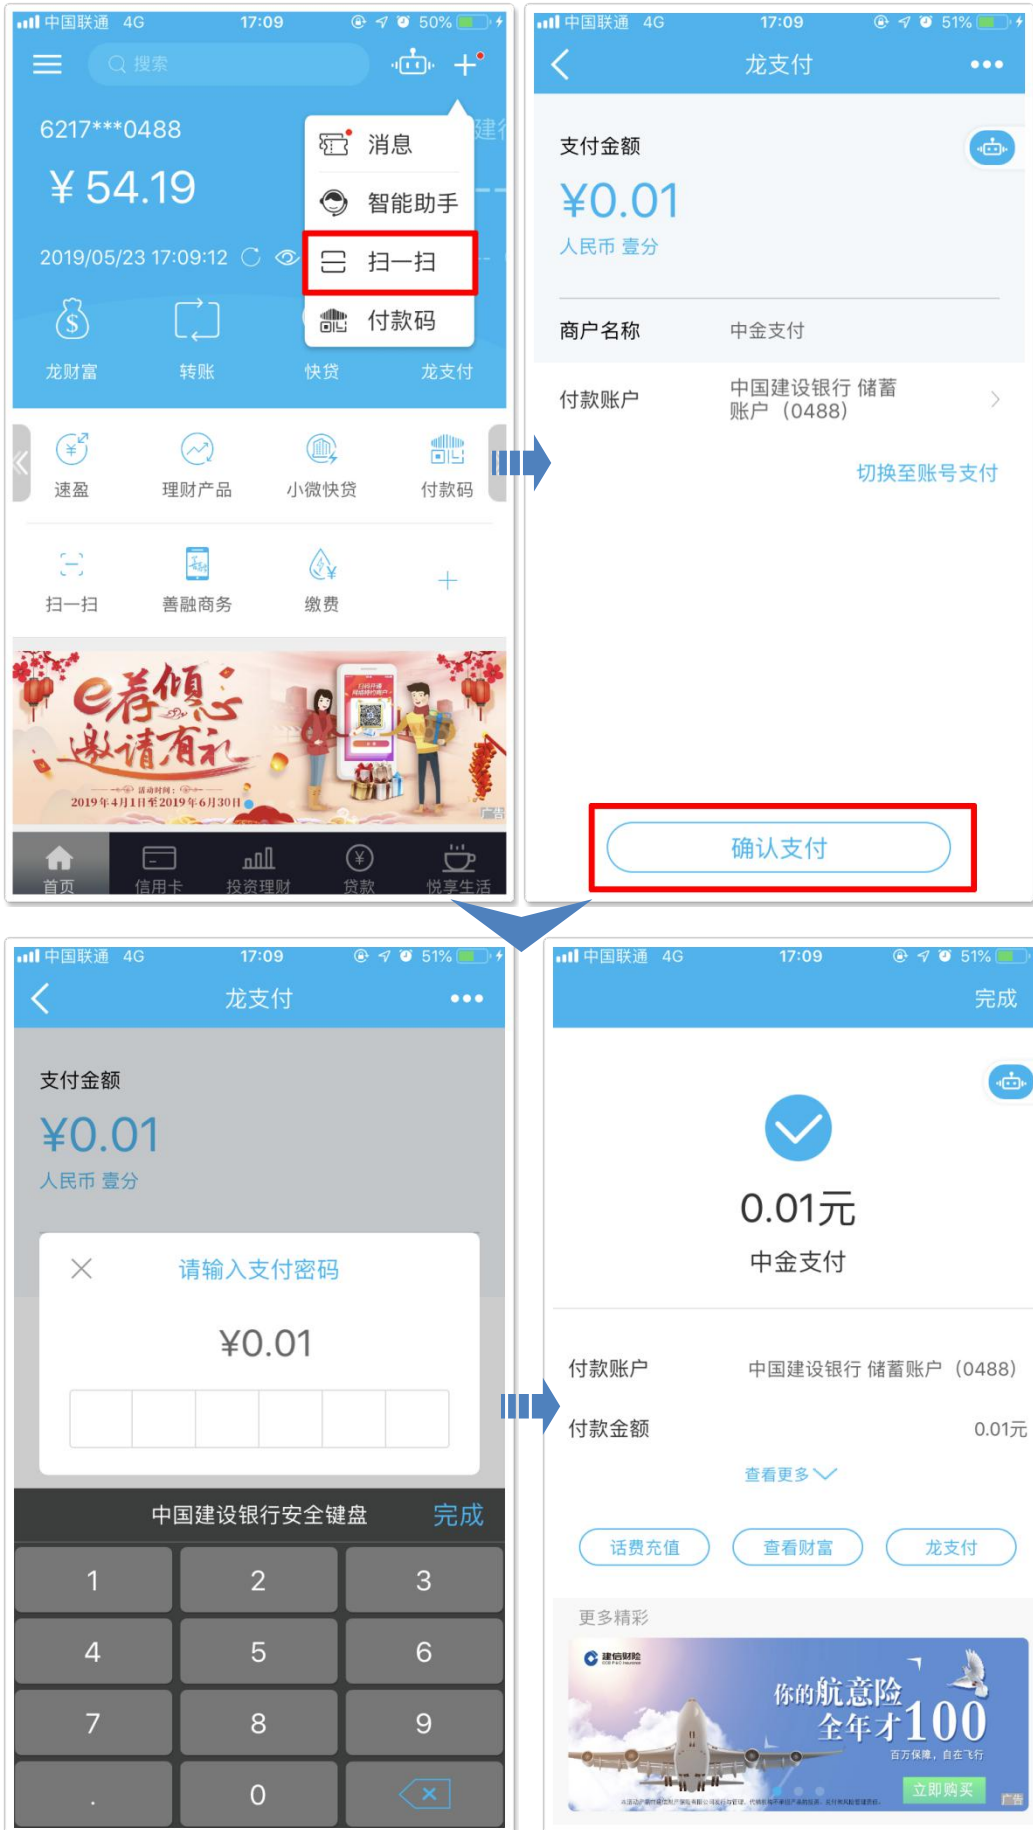 中国联通 4G 17:09 50%
搜索
6217***0488
建行
¥54.19
2019/05/23 17:09:12
消息
智能助手
扫一扫
付款码
龙财富 转账 快贷 龙支付
速盈 理财产品 小微快贷 付款码
扫一扫 善融商务 缴费
e荐倾心
邀请有礼
活动时间：
2019年4月1日至2019年6月30日
广告
首页 信用卡 投资理财 贷款 悦享生活
中国联通 4G 17:09 51%
龙支付
支付金额
¥0.01
人民币 壹分
商户名称 中金支付
付款账户 中国建设银行 储蓄
账户（0488）
切换至账号支付
确认支付
中国联通 4G 17:09 51%
龙支付
支付金额
¥0.01
人民币 壹分
请输入支付密码
¥0.01
中国建设银行安全键盘 完成
1 2 3
4 5 6
7 8 9
. 0
中国联通 4G 17:09 51%
完成
0.01元
中金支付
付款账户 中国建设银行 储蓄账户（0488）
付款金额 0.01元
查看更多
话费充值 查看财富 龙支付
更多精彩
建信财险
你的航意险
全年才100
百万保障，自在飞行
立即购买
广告